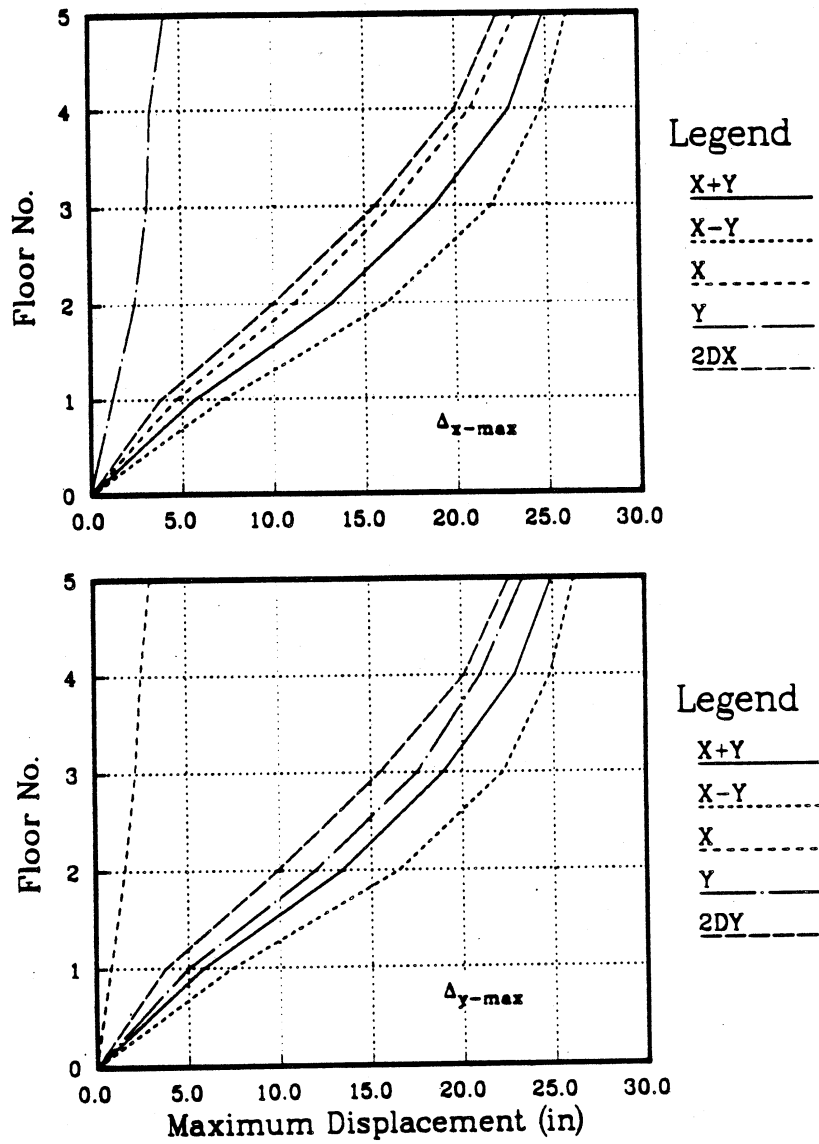 5
4
3
2
1
0
Floor No.
0.0 5.0 10.0 15.0 20.0 25.0 30.0
Δx-max
Legend
X+Y
X-Y
X
Y
2DX
5
4
3
2
1
0
Floor No.
0.0 5.0 10.0 15.0 20.0 25.0 30.0
Maximum Displacement (in)
Δy-max
Legend
X+Y
X-Y
X
Y
2DY